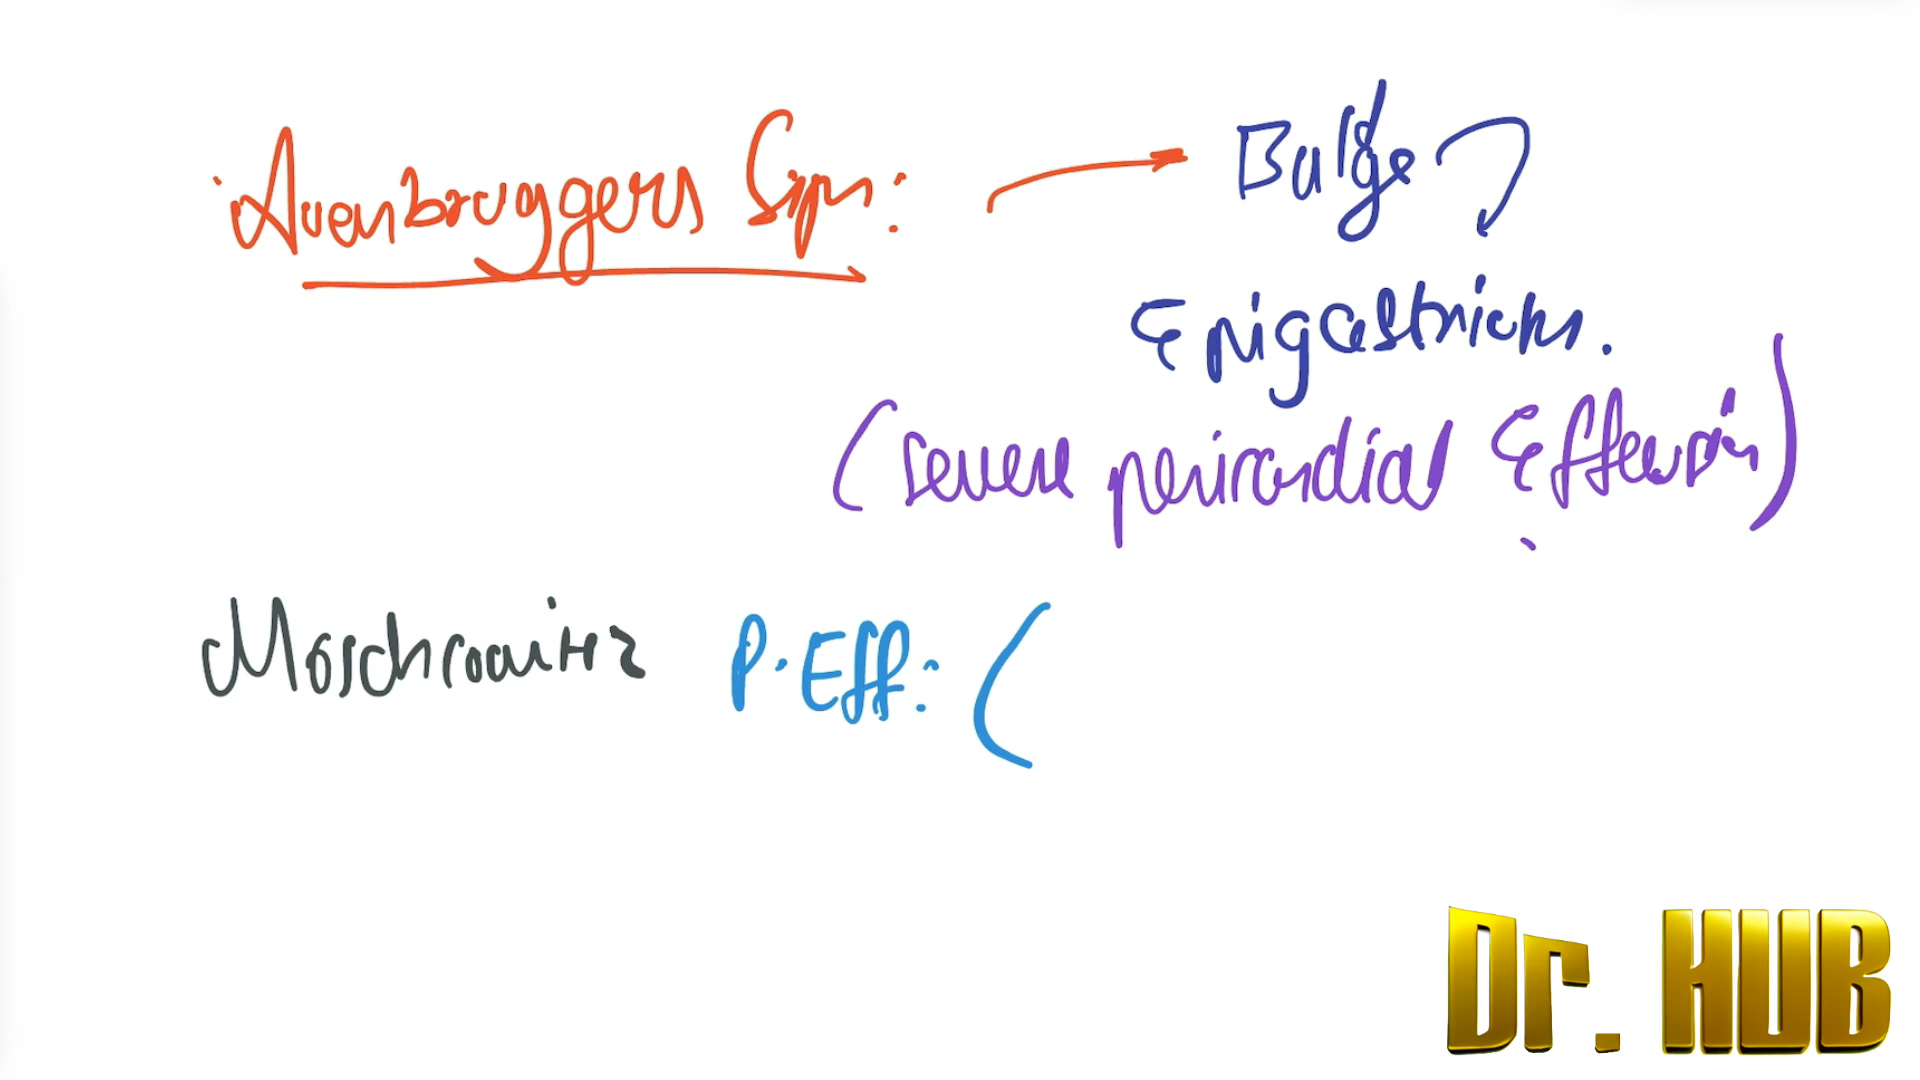 Auenbruggers Sign: Bulge
Epigastrium.
(severe pericardial Effusion)
Moschcowitz P.Eff: (
Dr. HUB